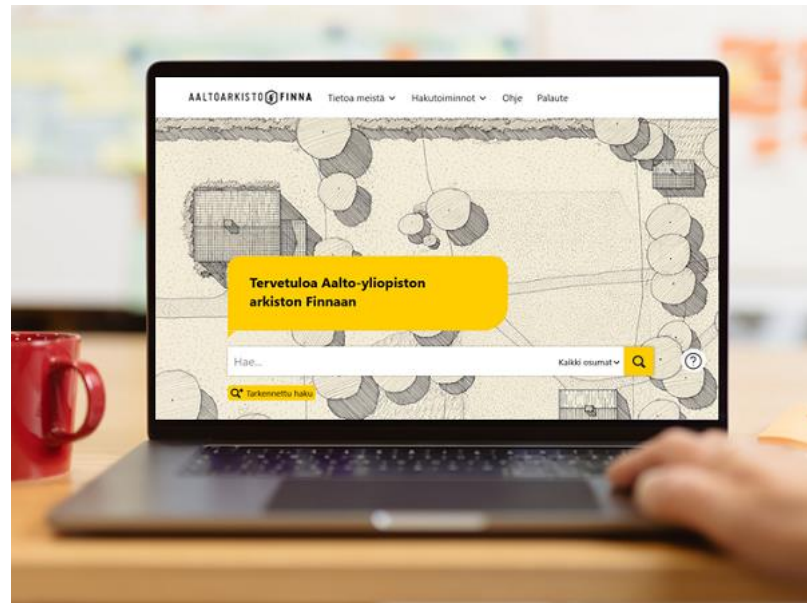 AALTOARKISTO FINNA Tietoa meistä Hakutoiminnot Ohje Palaute
Tervetuloa Aalto-yliopiston
arkiston Finnaan
Hae... Kaikki osumat ?
Tarkennettu haku